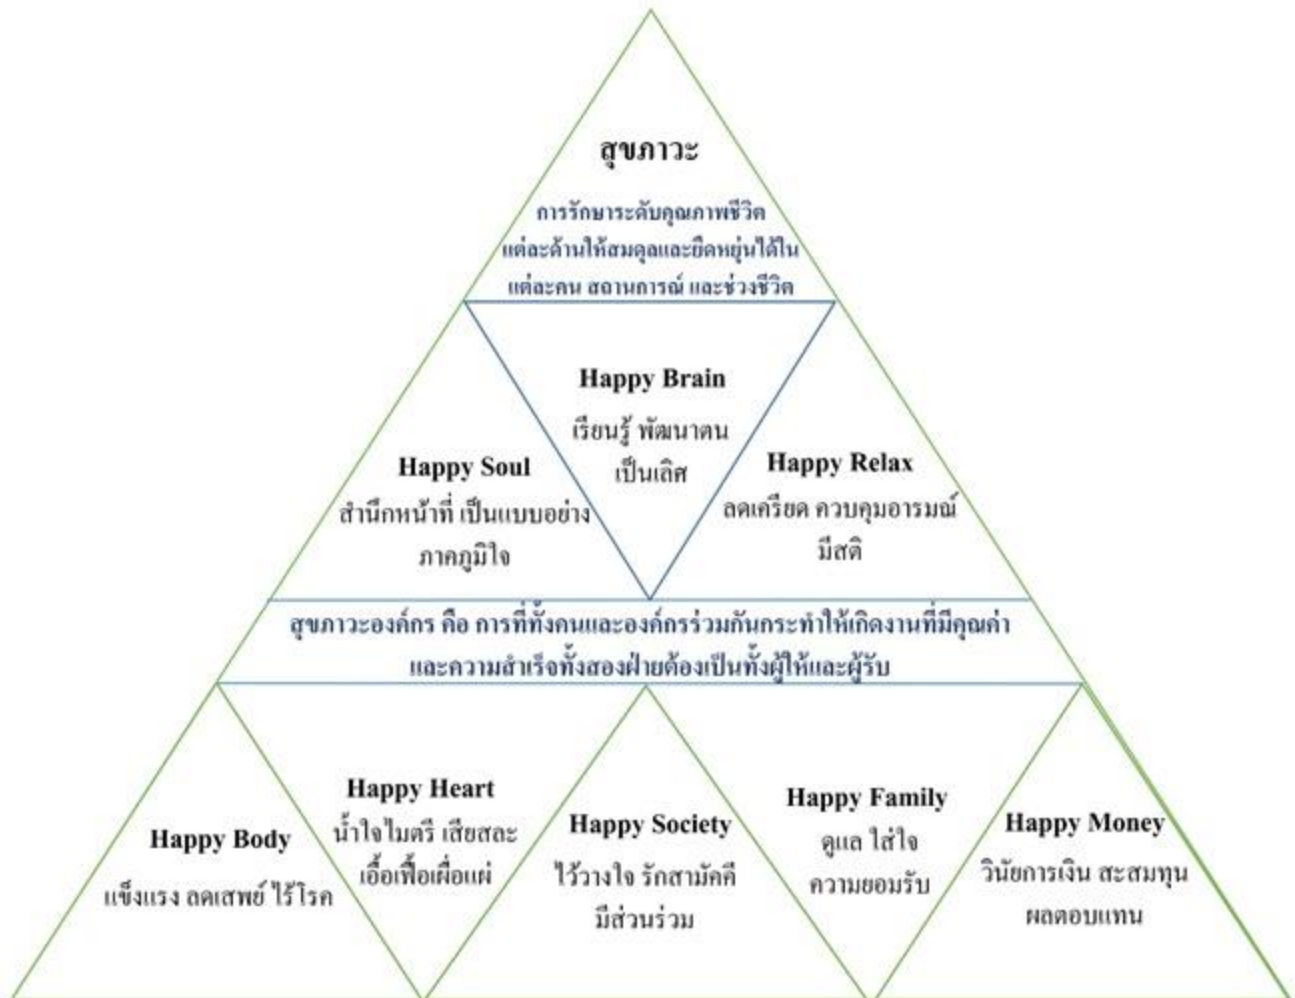 สุขภาวะ
การรักษาระดับคุณภาพชีวิต
แต่ละด้านให้สมดุลและยืดหยุ่นได้ใน
แต่ละคน สถานการณ์ และช่วงชีวิต
Happy Brain
เรียนรู้ พัฒนาตน
เป็นเลิศ
Happy Soul
สำนึกหน้าที่ เป็นแบบอย่าง
ภาคภูมิใจ
Happy Relax
ลดเครียด ควบคุมอารมณ์
มีสติ
สุขภาวะองค์กร คือ การที่ทั้งคนและองค์กรร่วมกันกระทำให้เกิดงานที่มีคุณค่า
และความสำเร็จทั้งสองฝ่ายต้องเป็นทั้งผู้ให้และผู้รับ
Happy Body
แข็งแรง ลดเสพย์ ไร้โรค
Happy Heart
น้ำใจไมตรี เสียสละ
เอื้อเฟื้อเผื่อแผ่
Happy Society
ไว้วางใจ รักสามัคคี
มีส่วนร่วม
Happy Family
ดูแล ใส่ใจ
ความยอมรับ
Happy Money
วินัยการเงิน สะสมทุน
ผลตอบแทน